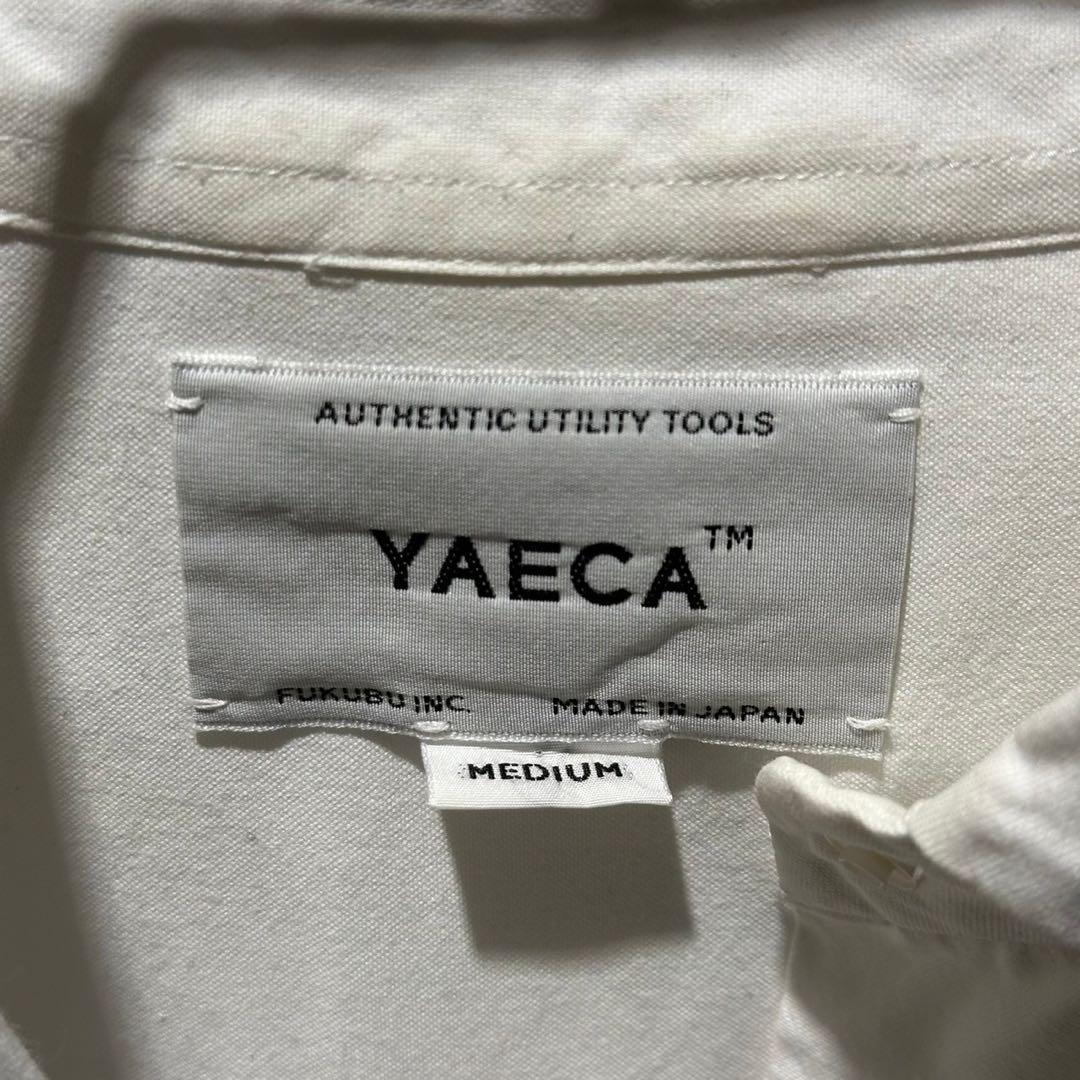 AUTHENTIC UTILITY TOOLS
YAECA™
FUKUBU INC. MADE IN JAPAN
MEDIUM